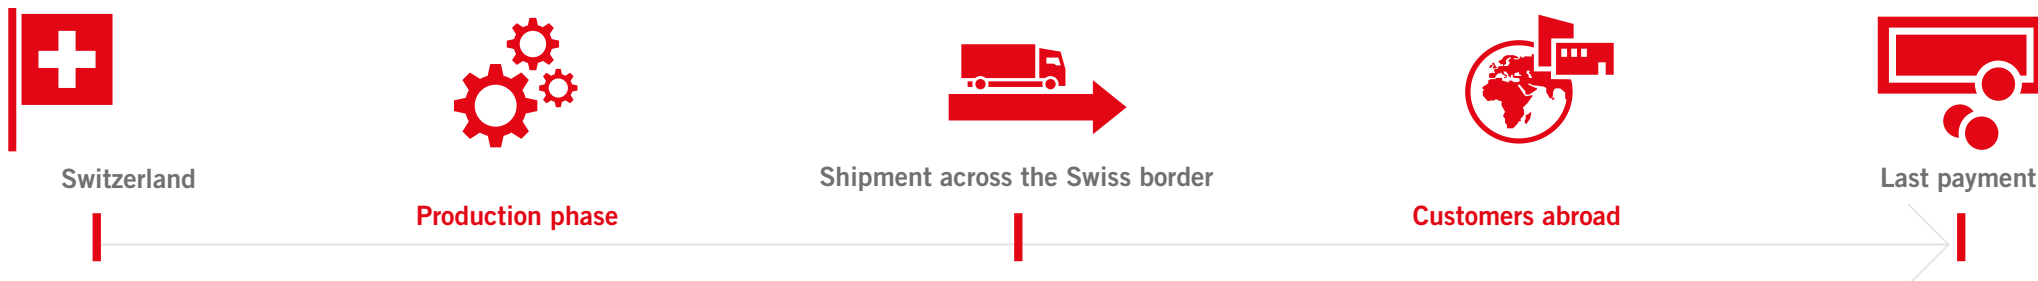 Switzerland
Production phase
Shipment across the Swiss border
Customers abroad
Last payment